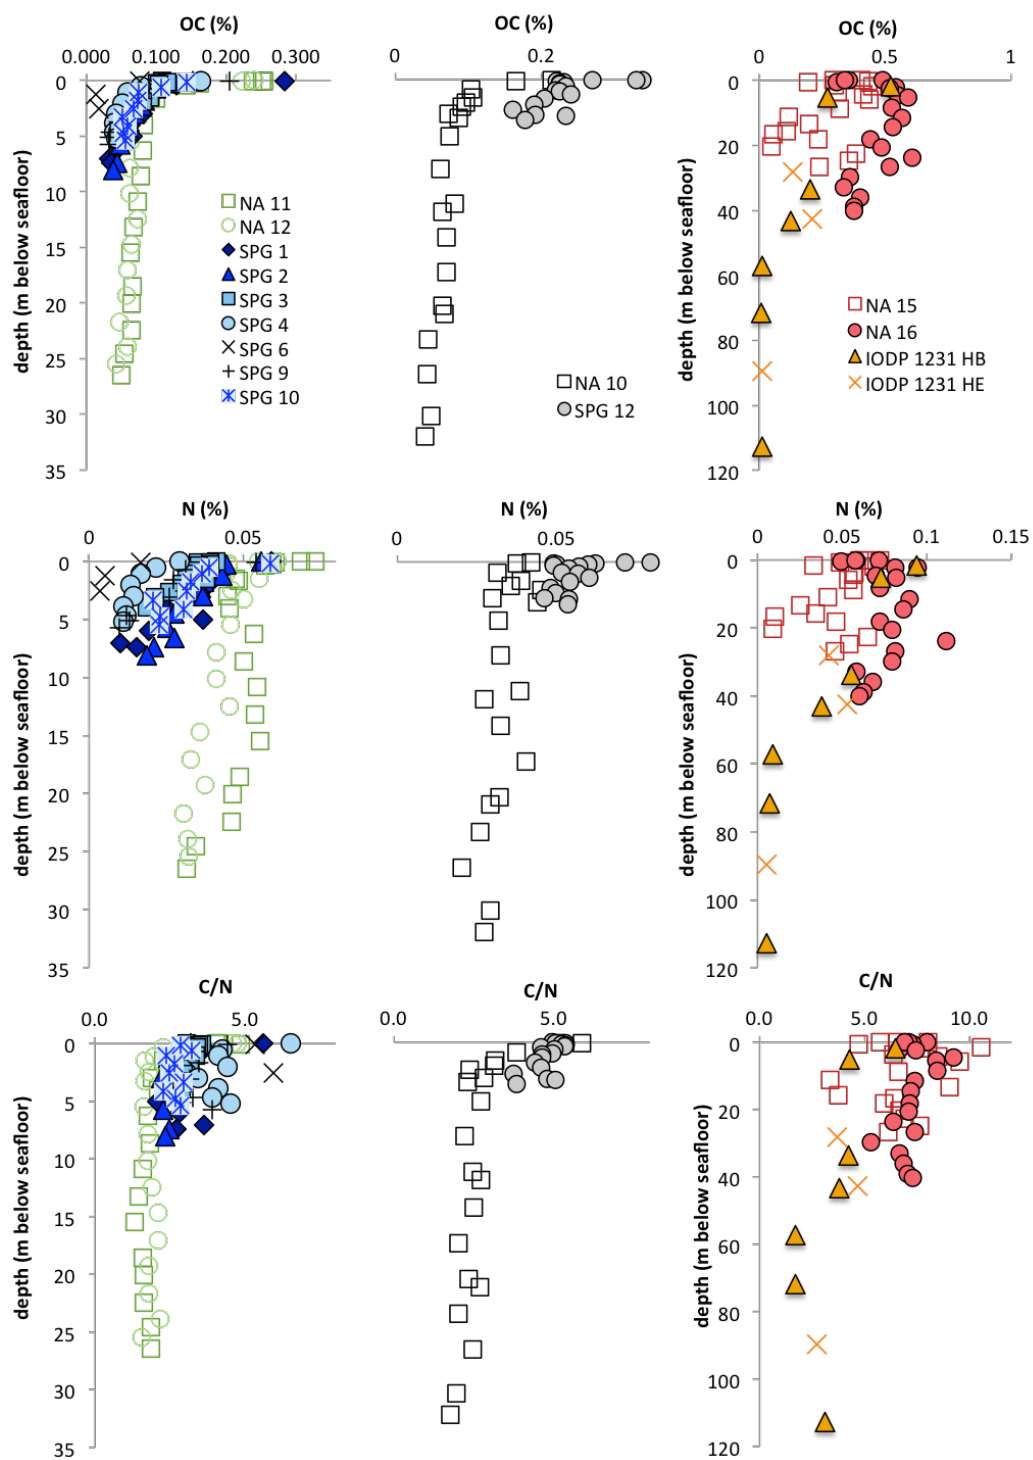 OC (%)
0.0000 0.100 0.200 0.300
0
5
10
15
20
25
30
35
depth (m below seafloor)
NA 11
NA 12
SPG 1
SPG 2
SPG 3
SPG 4
SPG 6
SPG 9
SPG 10
OC (%)
0 0.2
NA 10
SPG 12
OC (%)
0 0.5 1
0
20
40
60
80
100
120
depth (m below seafloor)
NA 15
NA 16
IODP 1231 HB
IODP 1231 HE
N (%)
0 0.05
0
5
10
15
20
25
30
35
depth (m below seafloor)
N (%)
0 0.05
N (%)
0 0.05 0.1 0.15
0
20
40
60
80
100
120
depth (m below seafloor)
C/N
0.0 5.0
0
5
10
15
20
25
30
35
depth (m below seafloor)
C/N
0.0 5.0
C/N
0.0 5.0 10.0
0
20
40
60
80
100
120
depth (m below seafloor)